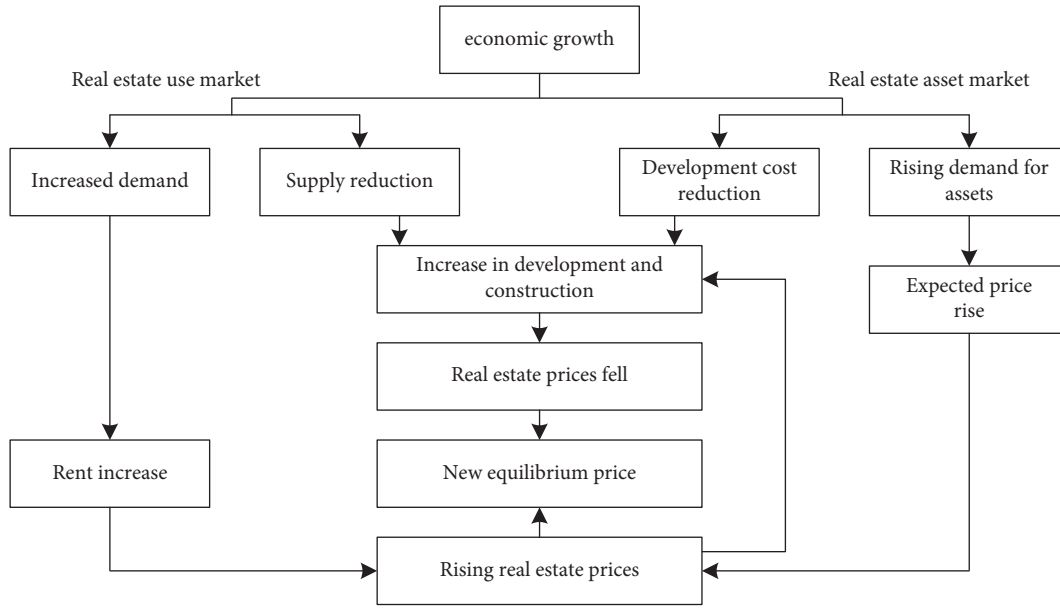 economic growth
Real estate use market
Real estate asset market
Increased demand
Supply reduction
Development cost
reduction
Rising demand for
assets
Increase in development and
construction
Expected price
rise
Real estate prices fell
Rent increase
New equilibrium price
Rising real estate prices